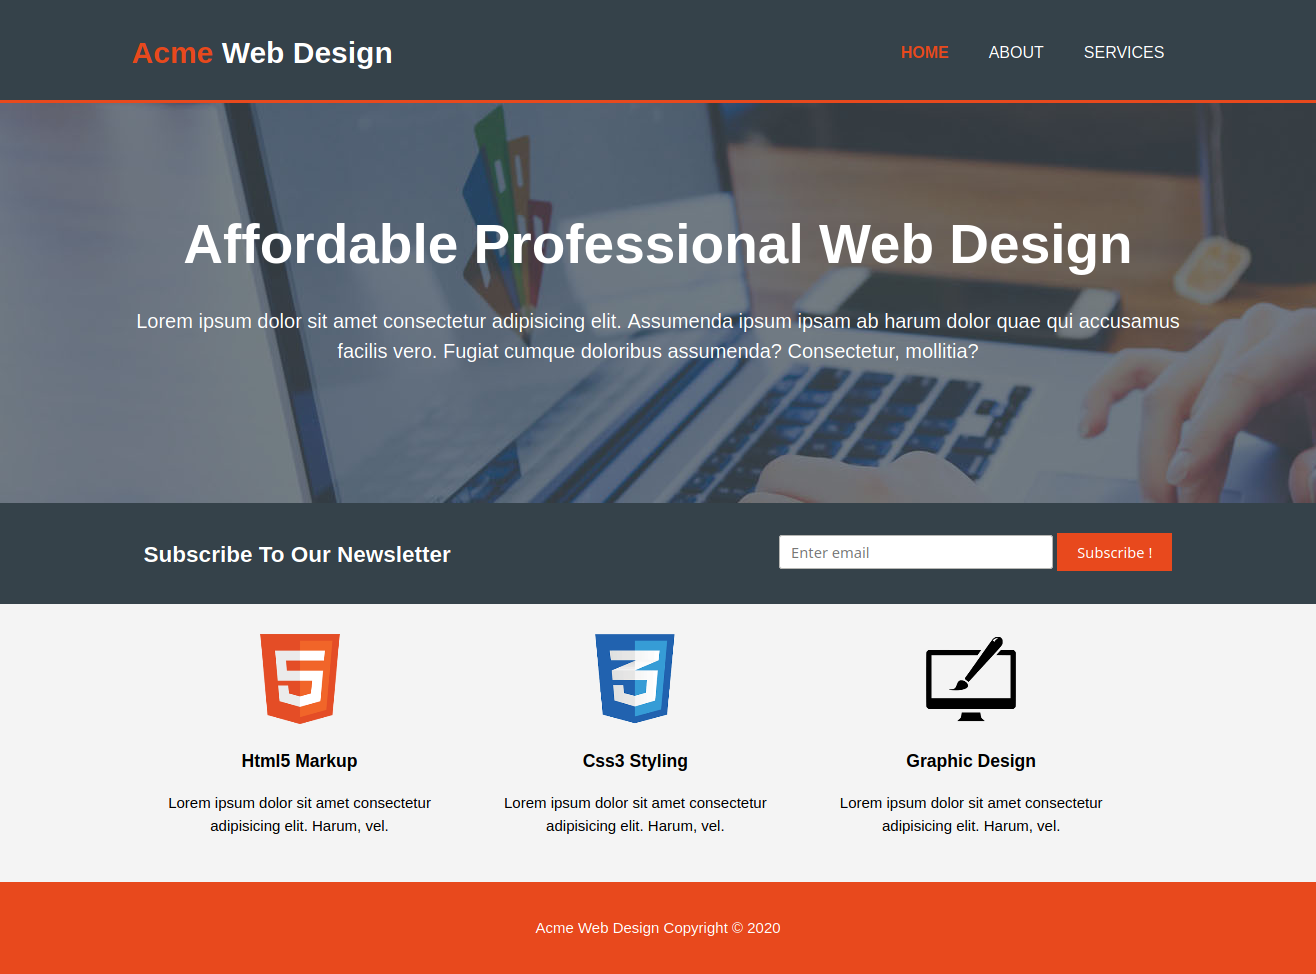 Acme Web Design
HOME ABOUT SERVICES
Affordable Professional Web Design
Lorem ipsum dolor sit amet consectetur adipisicing elit. Assumenda ipsum ipsam ab harum dolor quae qui accusamus
facilis vero. Fugiat cumque doloribus assumenda? Consectetur, mollitia?
Subscribe To Our Newsletter
Enter email
Subscribe !
Html5 Markup
Lorem ipsum dolor sit amet consectetur
adipisicing elit. Harum, vel.
Css3 Styling
Lorem ipsum dolor sit amet consectetur
adipisicing elit. Harum, vel.
Graphic Design
Lorem ipsum dolor sit amet consectetur
adipisicing elit. Harum, vel.
Acme Web Design Copyright © 2020